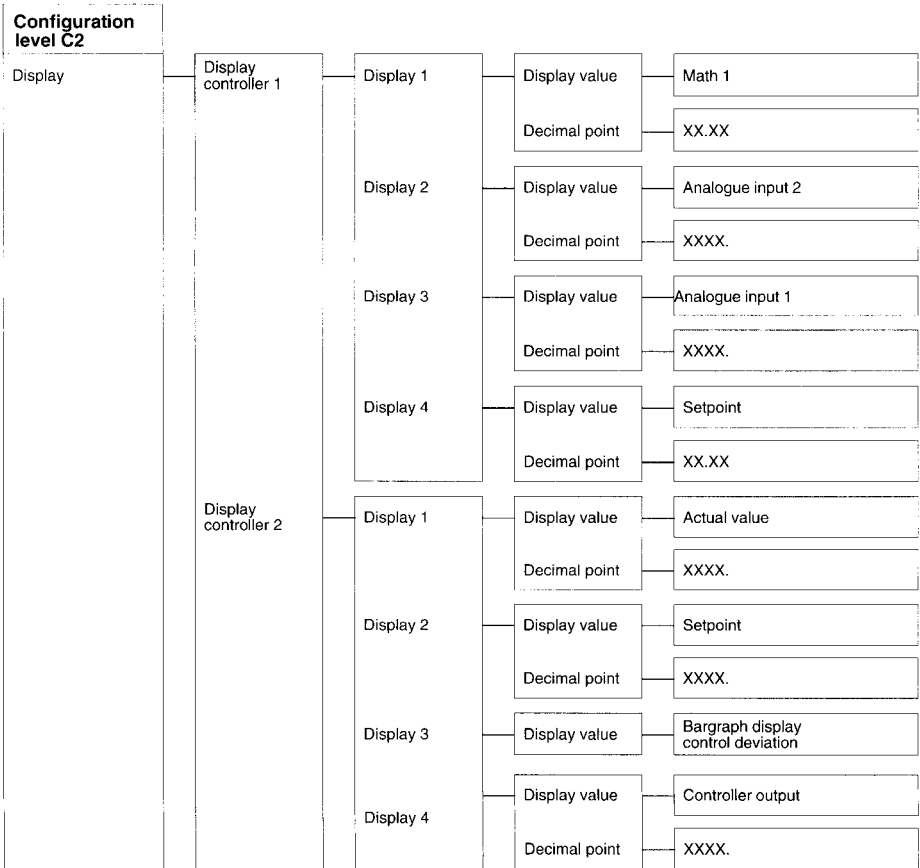 Configuration
level C2
Display
Display
controller 1
Display 1
Display value
Math 1
Decimal point
XX.XX
Display 2
Display value
Analogue input 2
Decimal point
XXXX.
Display 3
Display value
Analogue input 1
Decimal point
XXXX.
Display 4
Display value
Setpoint
Decimal point
XX.XX
Display
controller 2
Display 1
Display value
Actual value
Decimal point
XXXX.
Display 2
Display value
Setpoint
Decimal point
XXXX.
Display 3
Display value
Bargraph display
control deviation
Display 4
Display value
Controller output
Decimal point
XXXX.